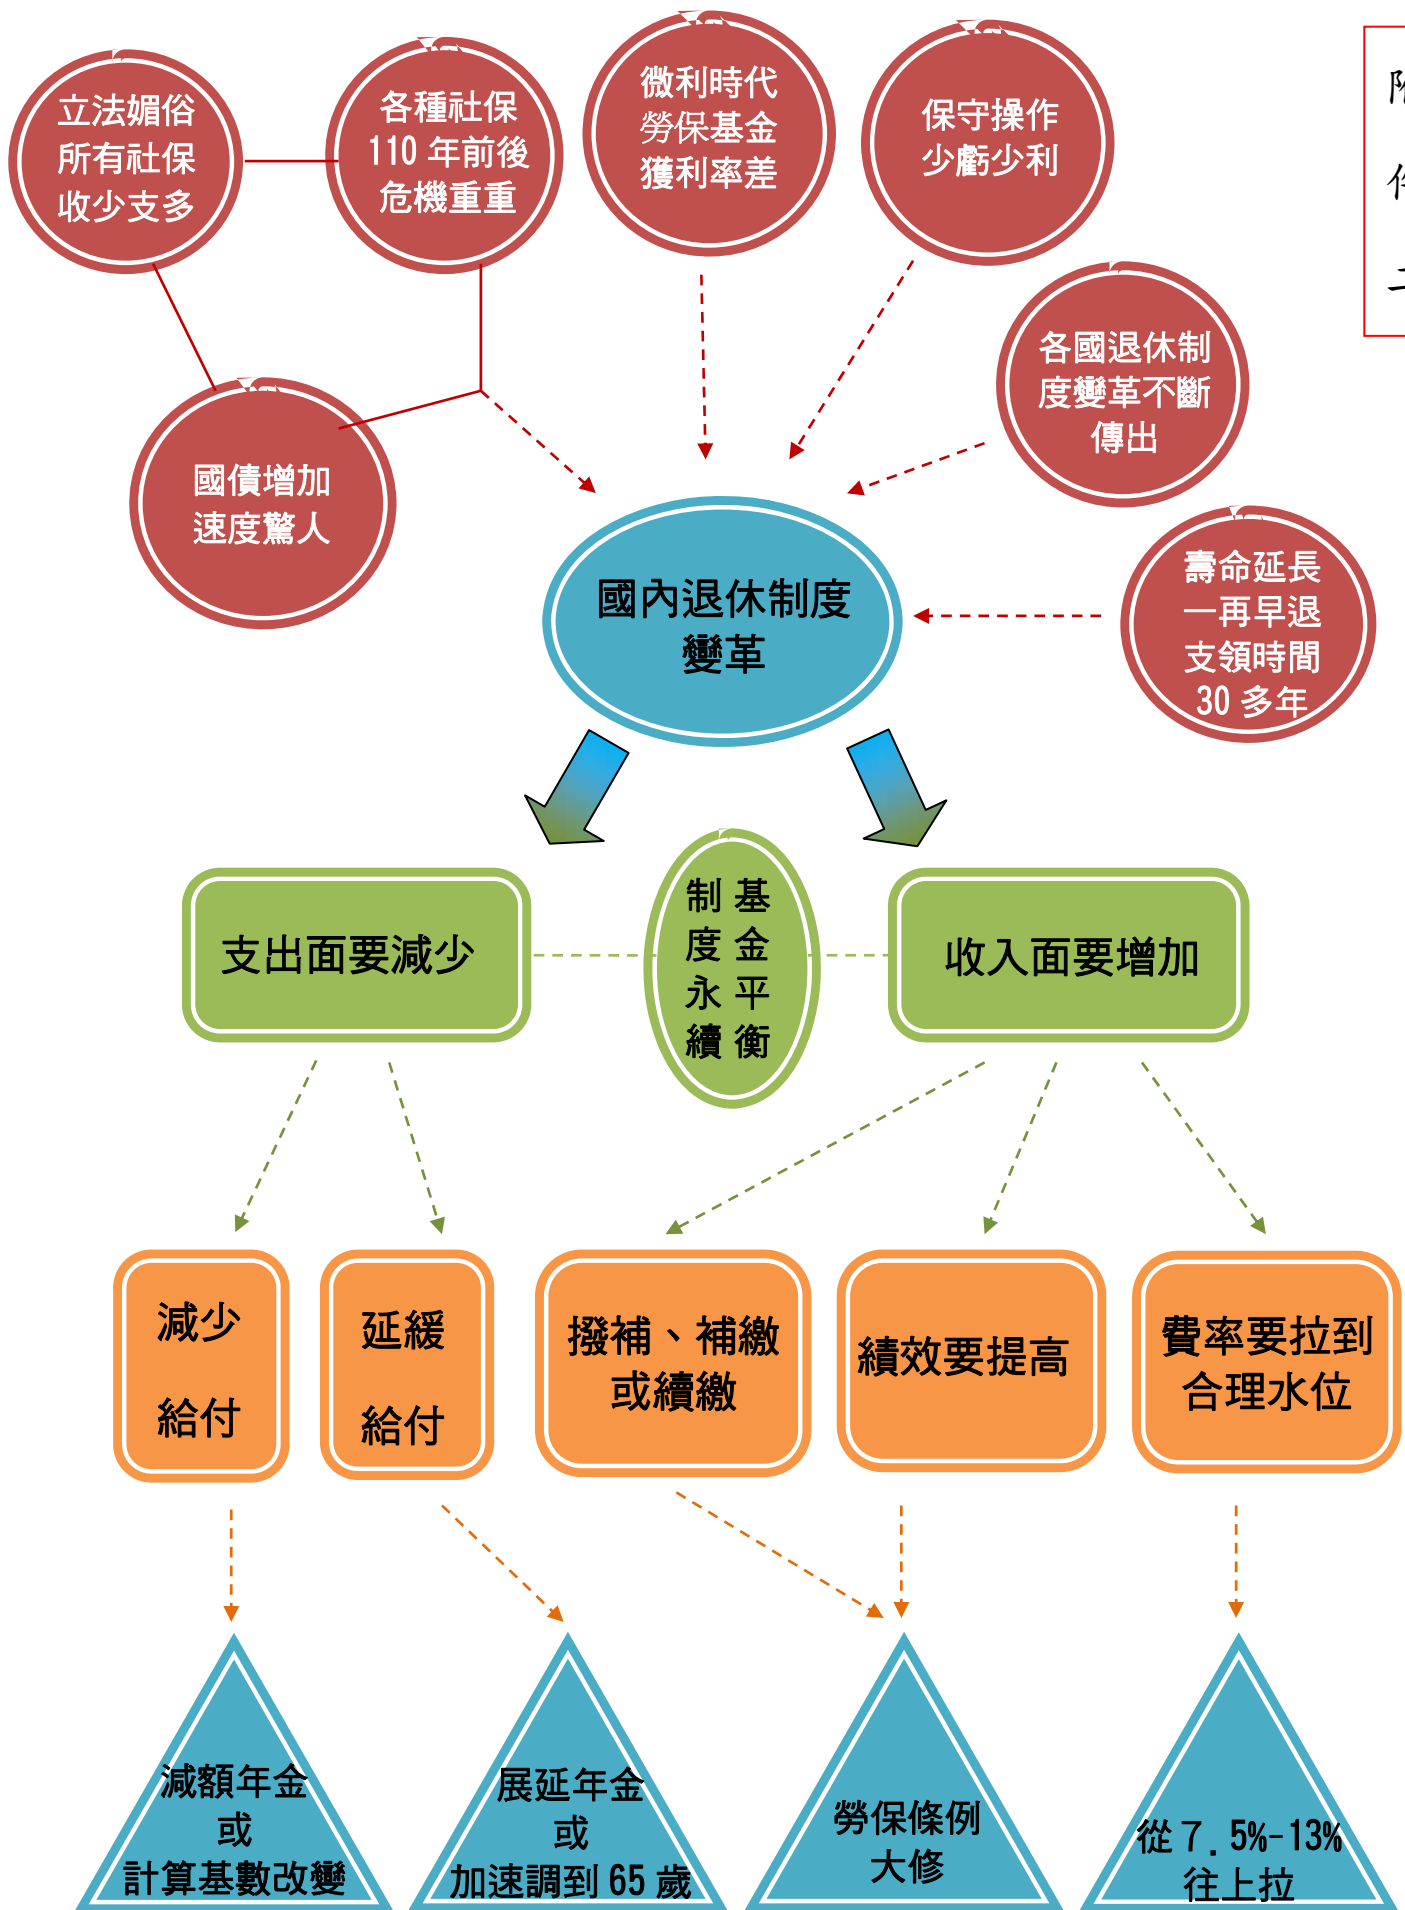 立法媚俗
所有社保
收少支多
各種社保
110 年前後
危機重重
微利時代
勞保基金
獲利率差
保守操作
少虧少利
各國退休制
度變革不斷
傳出
國債增加
速度驚人
壽命延長
一再早退
支領時間
30 多年
國內退休制度
變革
支出面要減少
基金平衡
制度永續
收入面要增加
減少
給付
延緩
給付
撥補、補繳
或續繳
績效要提高
費率要拉到
合理水位
減額年金
或
計算基數改變
展延年金
或
加速調到 65 歲
勞保條例
大修
從７.5%-13%
往上拉